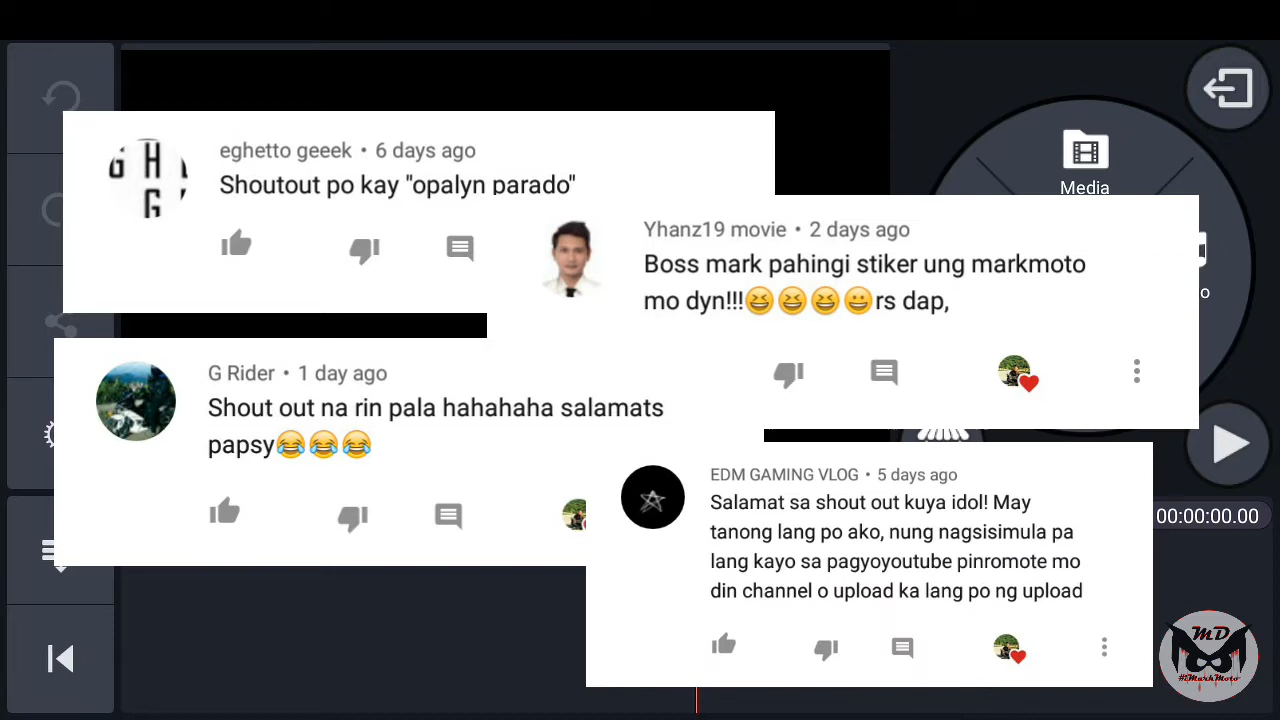 eghetto geeek • 6 days ago
Shoutout po kay "opalyn parado"
Media
Yhanz19 movie • 2 days ago
Boss mark pahingi stiker ung markmoto
mo dyn!!!😆😆😆😀rs dap,
o
G Rider • 1 day ago
Shout out na rin pala hahahaha salamats
papsy😂😂😂
EDM GAMING VLOG • 5 days ago
Salamat sa shout out kuya idol! May
tanong lang po ako, nung nagsisimula pa
lang kayo sa pagyoyoutube pinromote mo
din channel o upload ka lang po ng upload
00:00:00.00
MD
#iMarkMoto